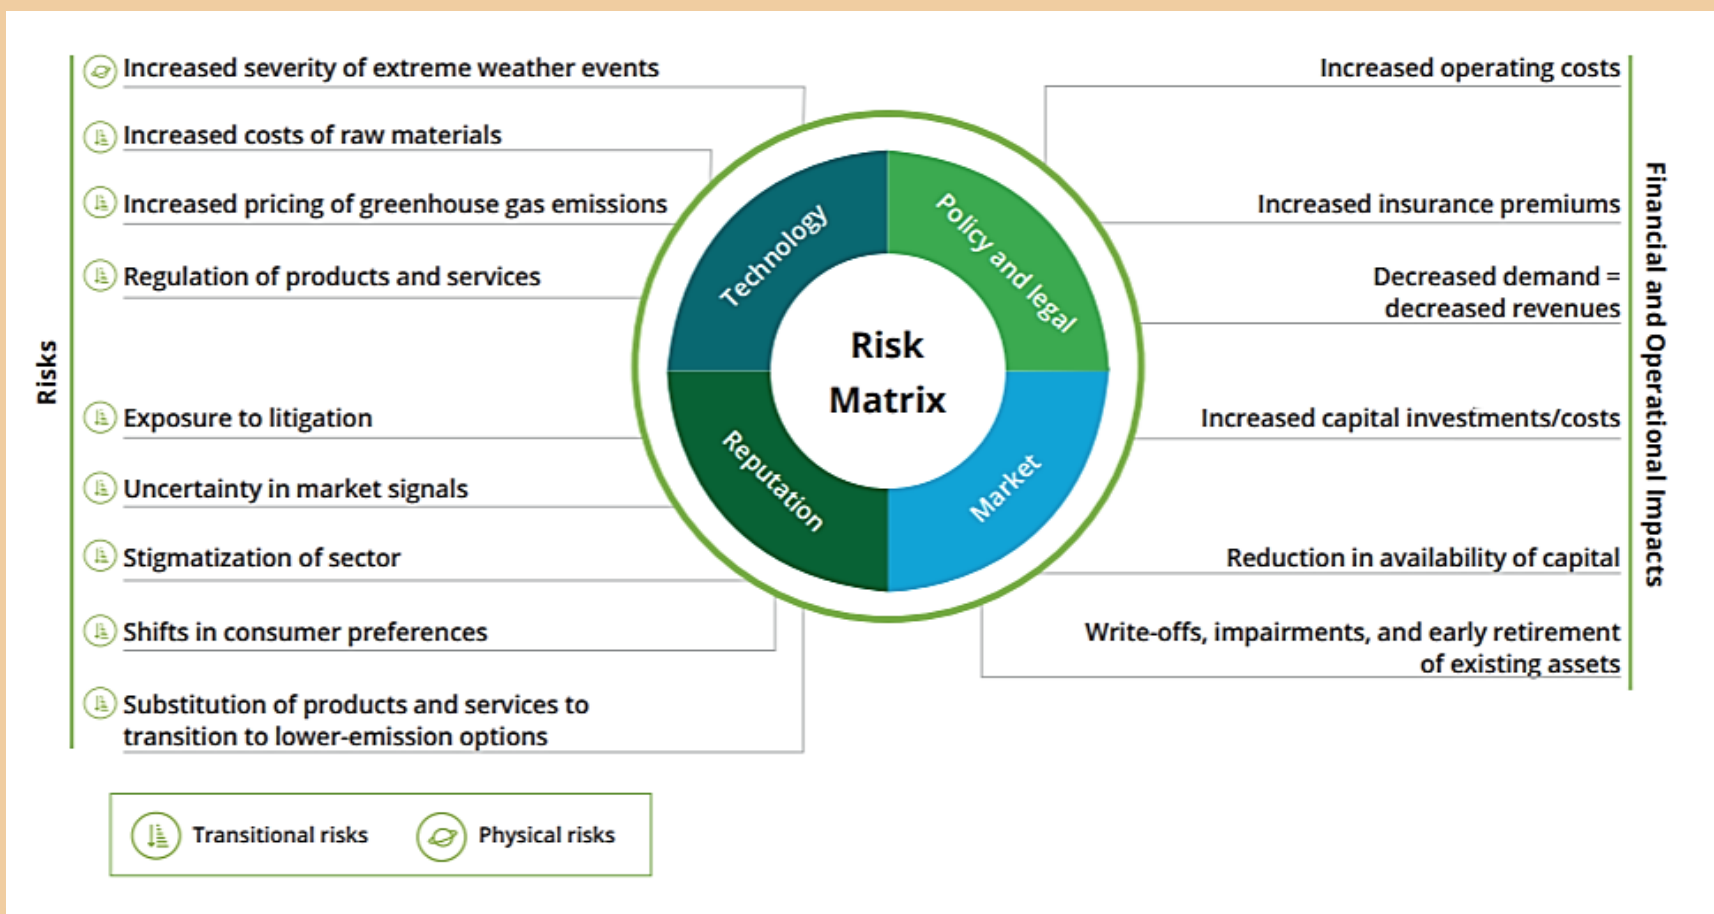 Risks
Increased severity of extreme weather events
Increased costs of raw materials
Increased pricing of greenhouse gas emissions
Regulation of products and services
Exposure to litigation
Uncertainty in market signals
Stigmatization of sector
Shifts in consumer preferences
Substitution of products and services to
transition to lower-emission options
Technology
Policy and legal
Risk
Matrix
Reputation
Market
Increased operating costs
Increased insurance premiums
Decreased demand =
decreased revenues
Increased capital investments/costs
Reduction in availability of capital
Write-offs, impairments, and early retirement
of existing assets
Financial and Operational Impacts
Transitional risks
Physical risks